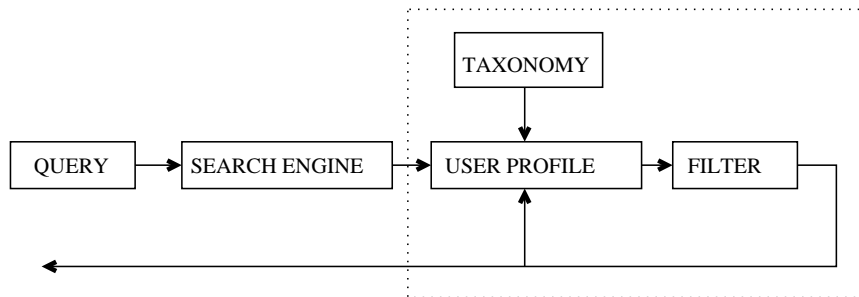 TAXONOMY
QUERY
SEARCH ENGINE
USER PROFILE
FILTER